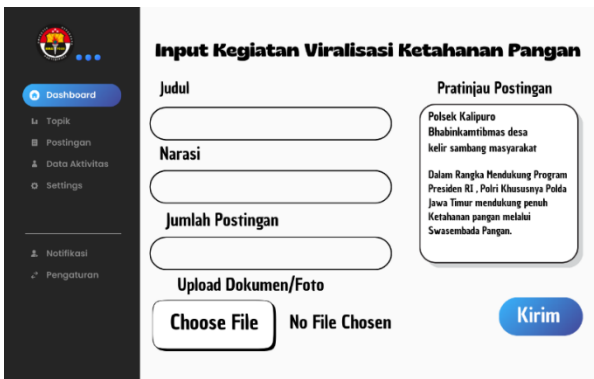 Dashboard
Topik
Postingan
Data Aktivitas
Settings
Notifikasi
Pengaturan
Input Kegiatan Viralisasi Ketahanan Pangan
Judul
Narasi
Jumlah Postingan
Upload Dokumen/Foto
Choose File
No File Chosen
Pratinjau Postingan
Polsek Kalipuro
Bhabinkamtibmas desa
kelir sambang masyarakat
Dalam Rangka Mendukung Program
Presiden RI , Polri Khususnya Polda
Jawa Timur mendukung penuh
Ketahanan pangan melalui
Swasembada Pangan.
Kirim